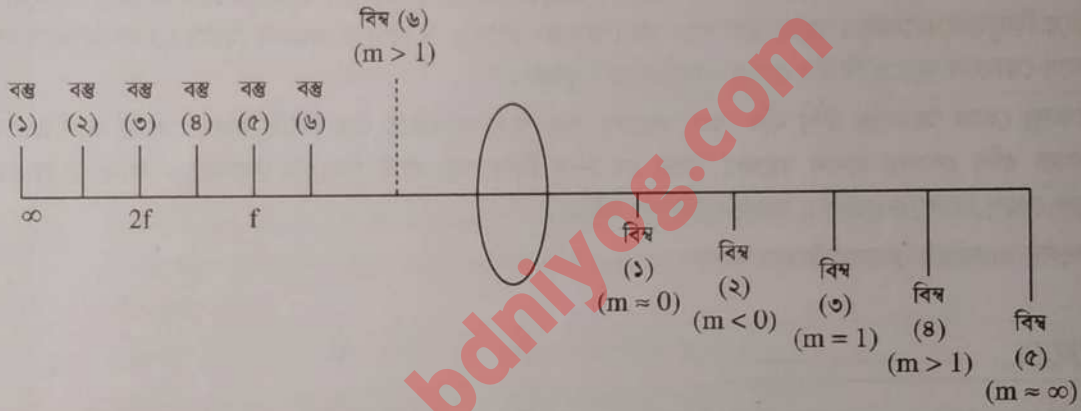 বিম্ব (৬)
(m > 1)
বস্তু বস্তু বস্তু বস্তু বস্তু বস্তু
(১) (২) (৩) (৪) (৫) (৬)
∞ 2f f
বিম্ব
(১)
(m ≈ 0)
বিম্ব
(২)
(m < 0)
বিম্ব
(৩)
(m = 1)
বিম্ব
(৪)
(m > 1)
বিম্ব
(৫)
(m ≈ ∞)
bdniyog.com